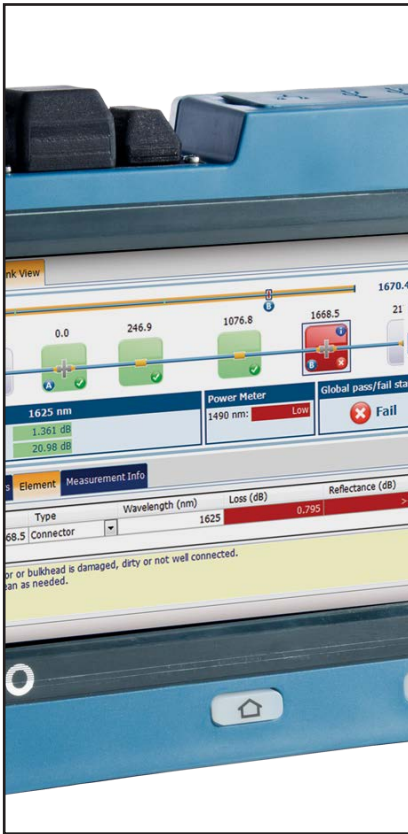 nk View
1670.4
B
0.0
246.9
1076.8
1668.5
21
A
B
i
1625 nm
1.361 dB
20.98 dB
Power Meter
1490 nm:
Low
Global pass/fail sta
Fail
s
Element
Measurement Info
Type
Wavelength (nm)
Loss (dB)
Reflectance (dB)
68.5
Connector
1625
0.795
>
or or bulkhead is damaged, dirty or not well connected.
ean as needed.
O